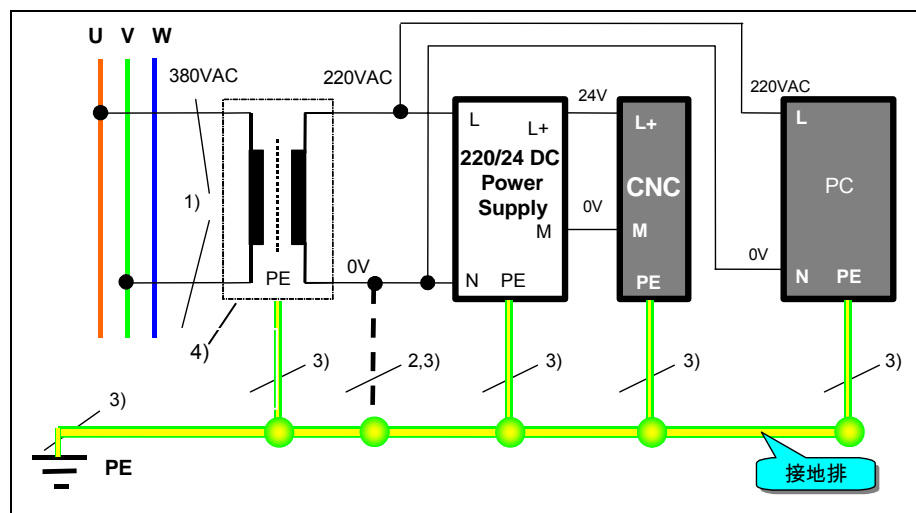 U V W
380VAC
220VAC
24V
220VAC
L
L+
L+
L
220/24 DC
Power
Supply
CNC
PC
1)
0V
M
M
0V
0V
PE
N PE
PE
N PE
4)
3)
2,3)
3)
3)
3)
3)
PE
接地排